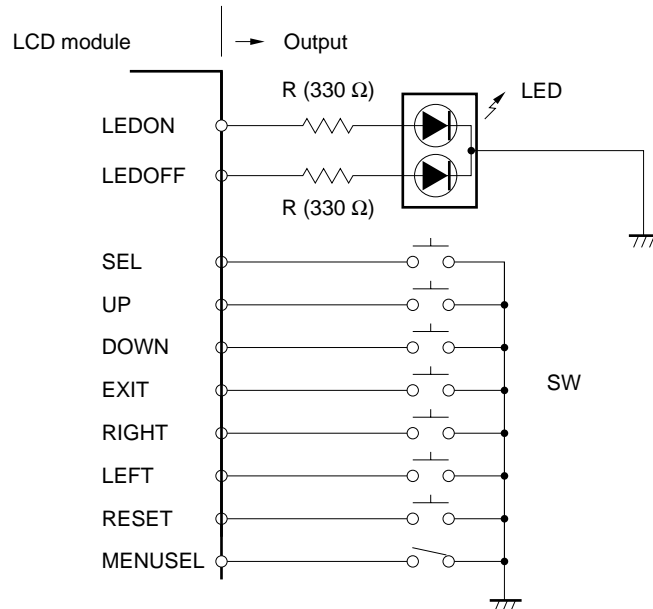 LCD module
Output
R (330 Ω)
LED
LEDON
LEDOFF
R (330 Ω)
SEL
UP
DOWN
EXIT
SW
RIGHT
LEFT
RESET
MENUSEL